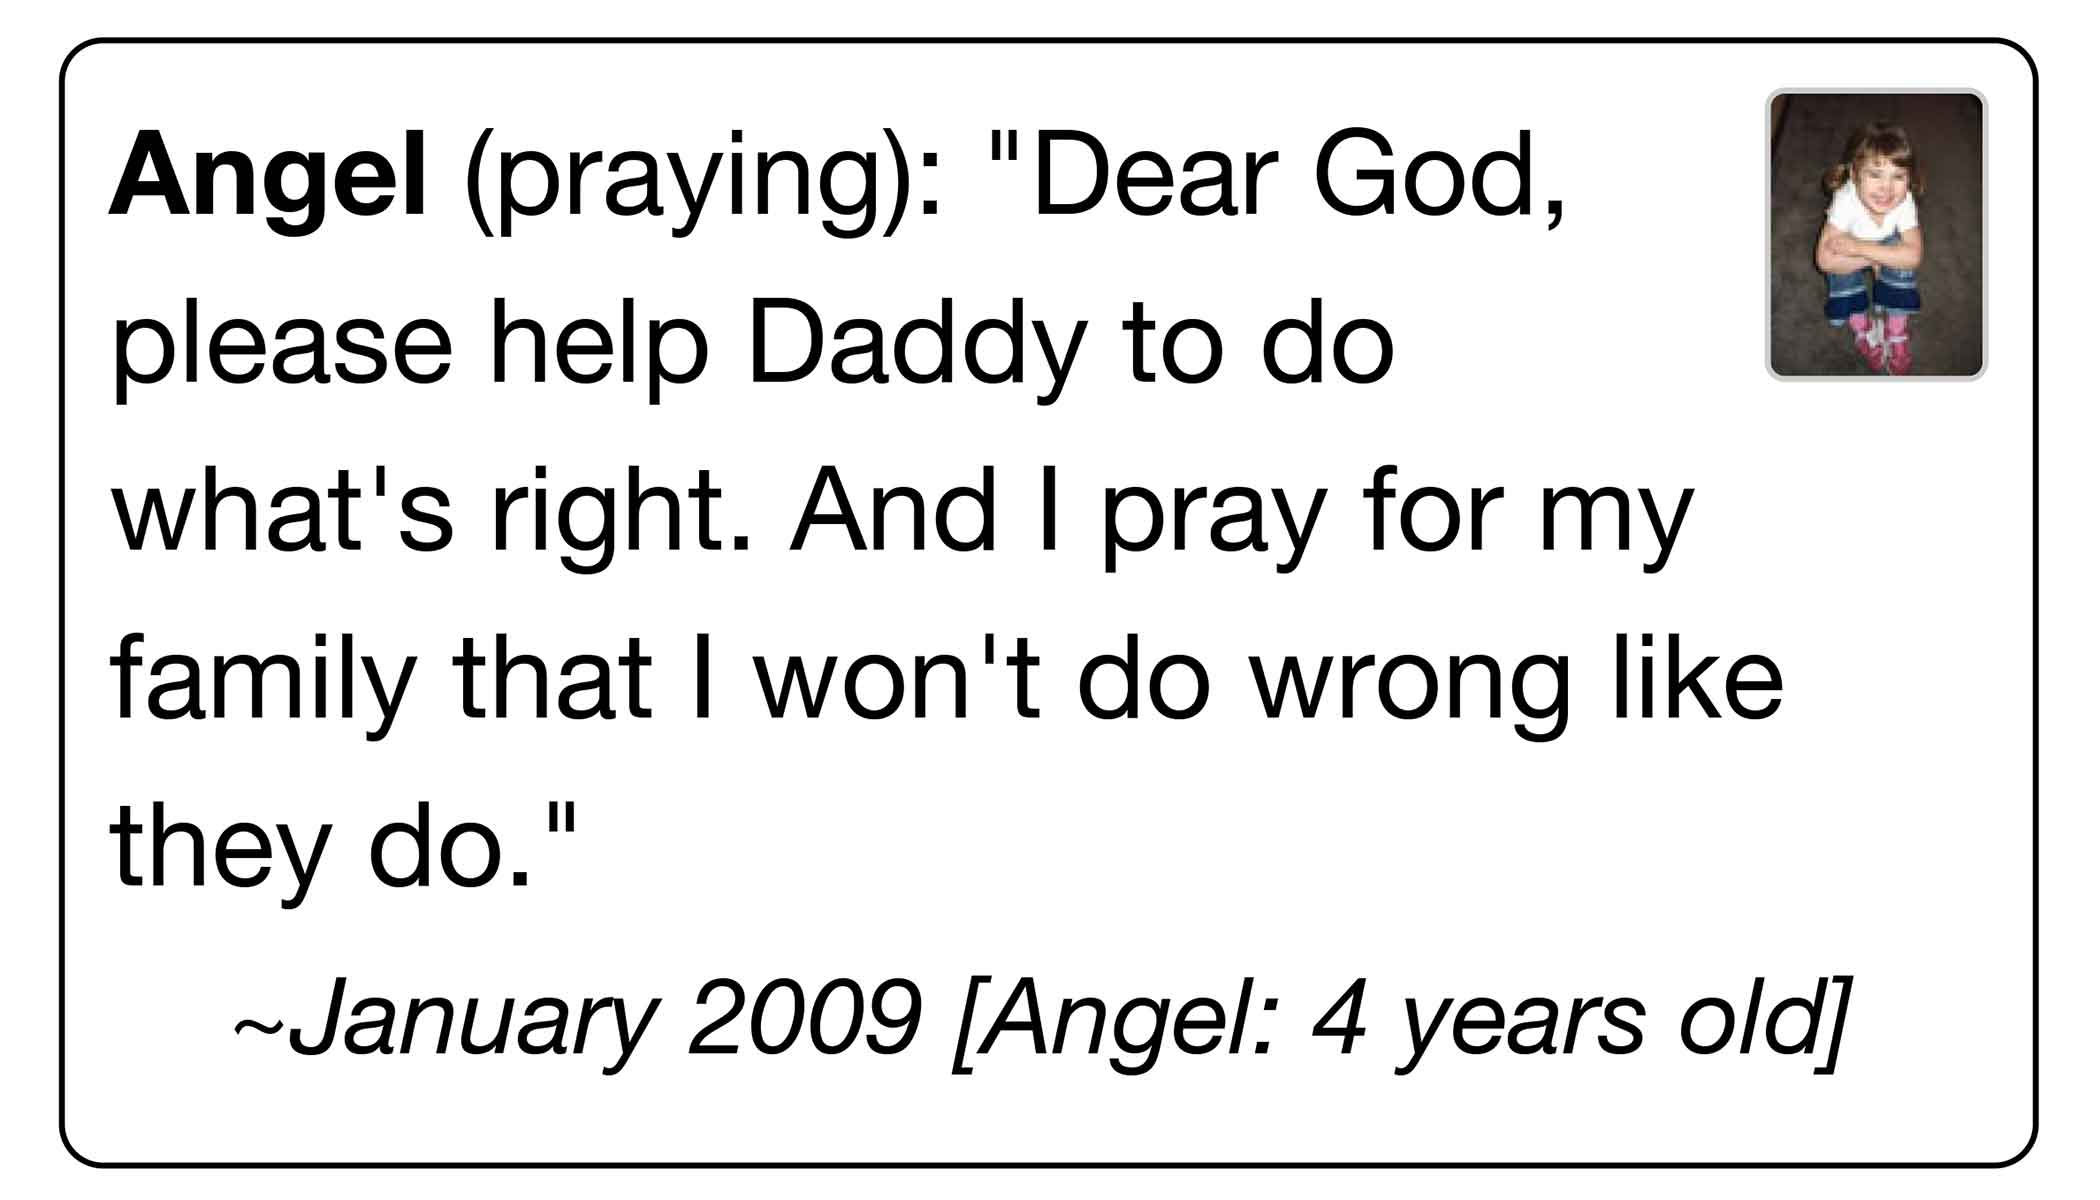 Angel (praying): "Dear God,
please help Daddy to do
what's right. And I pray for my
family that I won't do wrong like
they do."
~January 2009 [Angel: 4 years old]